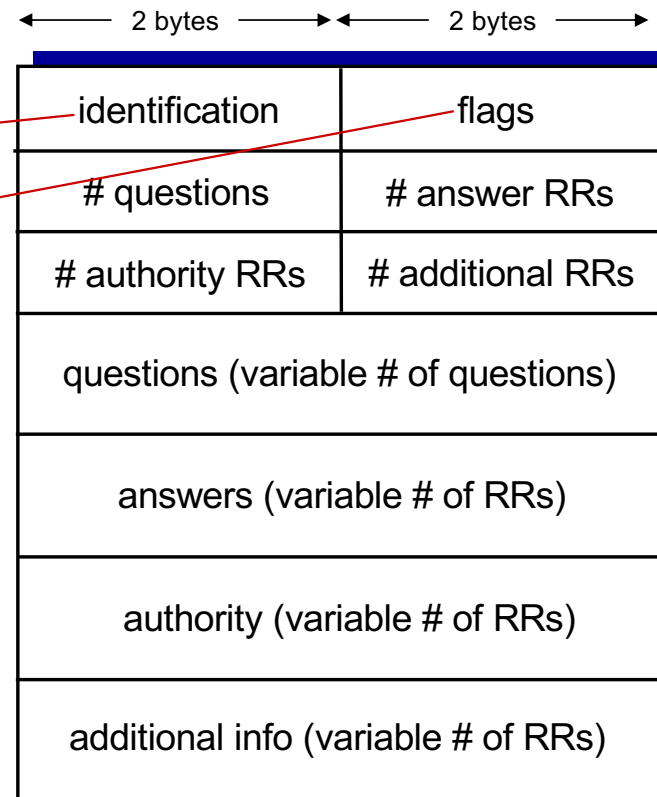 2 bytes 2 bytes
identification flags
# questions # answer RRs
# authority RRs # additional RRs
questions (variable # of questions)
answers (variable # of RRs)
authority (variable # of RRs)
additional info (variable # of RRs)